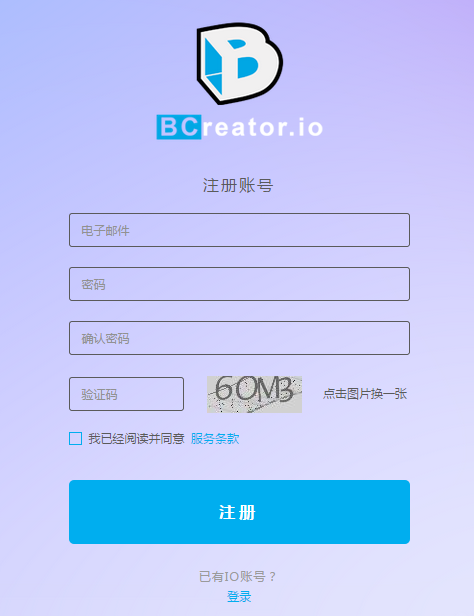 B
BCreator.io
注册账号
电子邮件
密码
确认密码
验证码 6OM3 点击图片换一张
我已经阅读并同意 服务条款
注册
已有IO账号？
登录